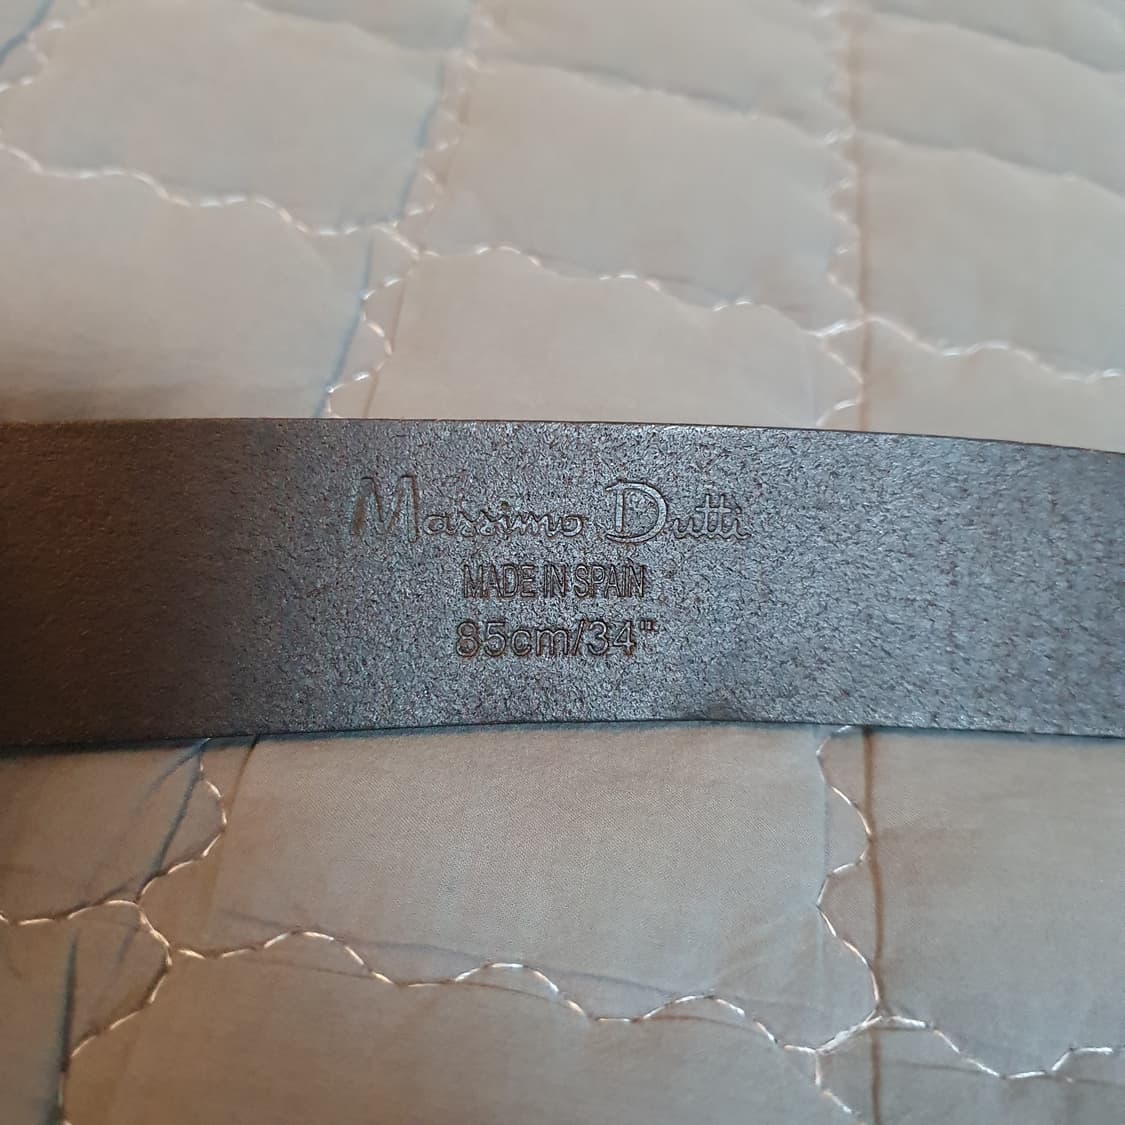 Massimo Dutti
MADE IN SPAIN
85cm/34"